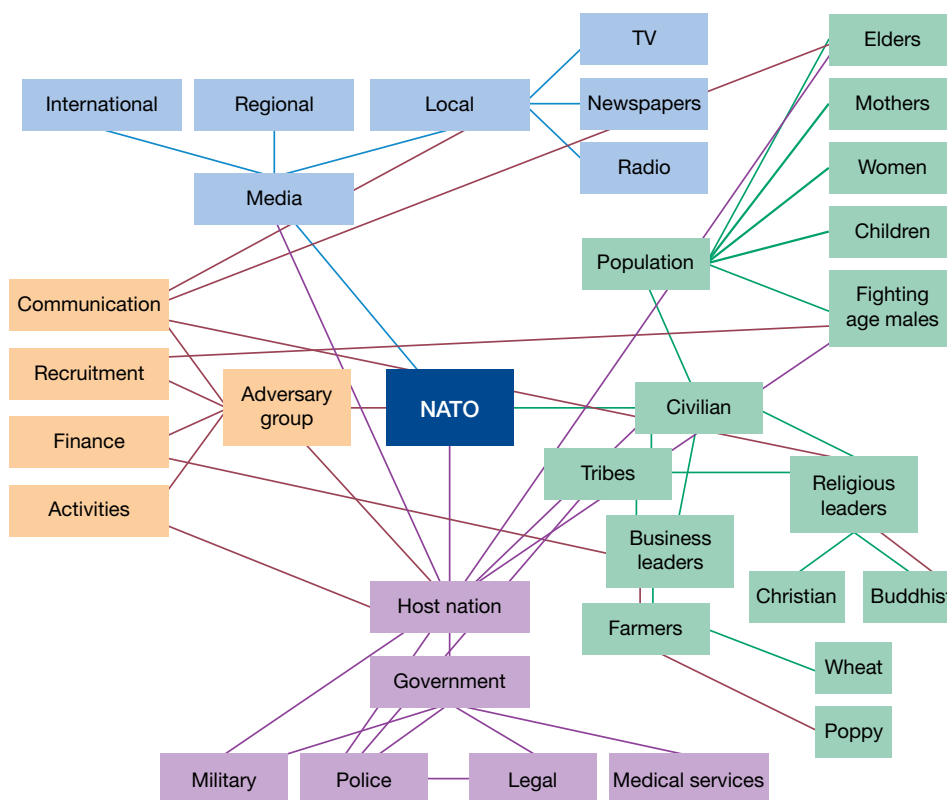 TV
Elders
International
Regional
Local
Newspapers
Mothers
Radio
Women
Media
Children
Population
Communication
Fighting
age males
Recruitment
Adversary
group
NATO
Civilian
Finance
Tribes
Religious
leaders
Activities
Business
leaders
Christian
Buddhist
Host nation
Farmers
Wheat
Government
Poppy
Military
Police
Legal
Medical services